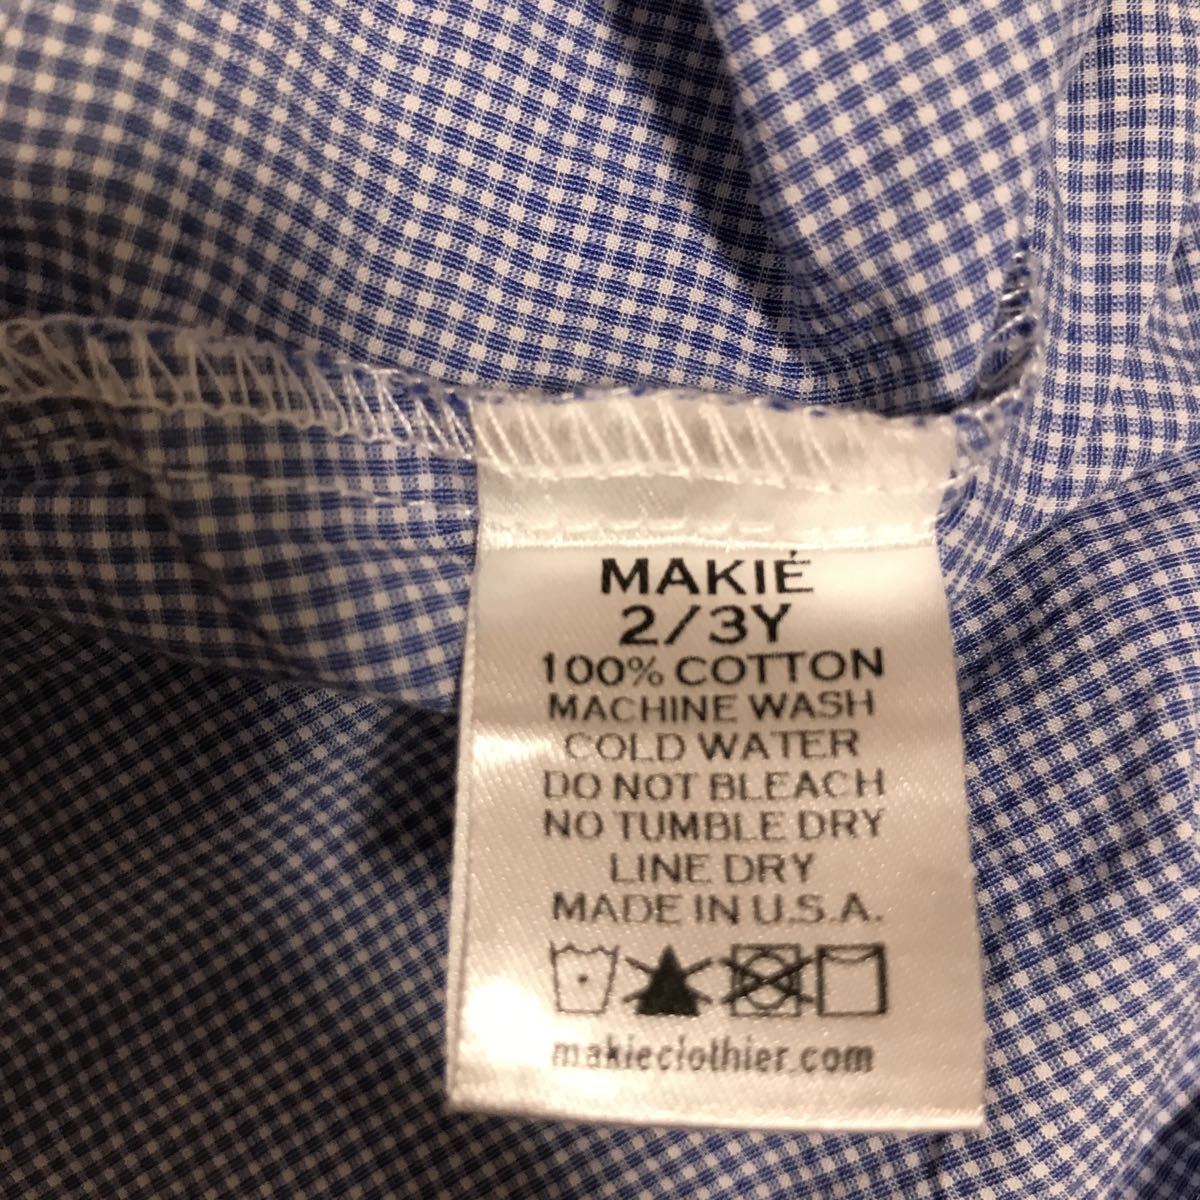 MAKIÉ
2/3Y
100% COTTON
MACHINE WASH
COLD WATER
DO NOT BLEACH
NO TUMBLE DRY
LINE DRY
MADE IN U.S.A.
makieclothier.com